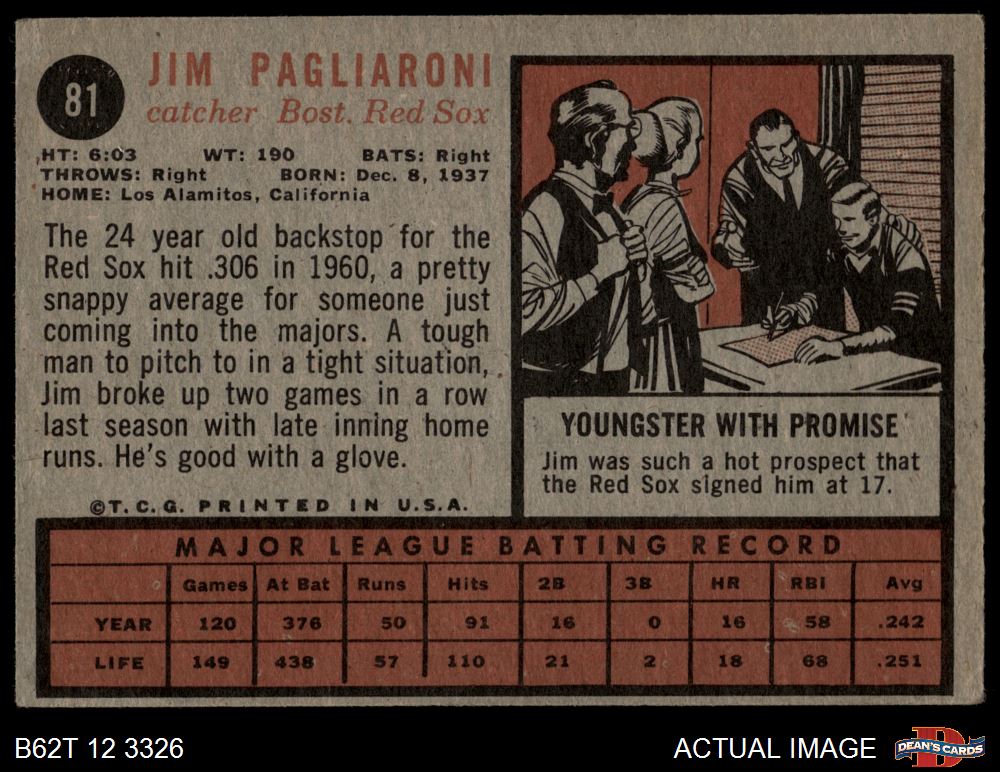 81
JIM PAGLIARONI
catcher Bost. Red Sox
HT: 6:03 WT: 190 BATS: Right
THROWS: Right BORN: Dec. 8, 1937
HOME: Los Alamitos, California
The 24 year old backstop for the
Red Sox hit .306 in 1960, a pretty
snappy average for someone just
coming into the majors. A tough
man to pitch to in a tight situation,
Jim broke up two games in a row
last season with late inning home
runs. He's good with a glove.
©T.C.G. PRINTED IN U.S.A.
YOUNGSTER WITH PROMISE
Jim was such a hot prospect that
the Red Sox signed him at 17.
MAJOR LEAGUE BATTING RECORD
Games At Bat Runs Hits 2B 3B HR RBI Avg
YEAR 120 376 50 91 16 0 16 58 .242
LIFE 149 438 57 110 21 2 18 68 .251
B62T 12 3326 ACTUAL IMAGE
D
DEAN'S CARDS